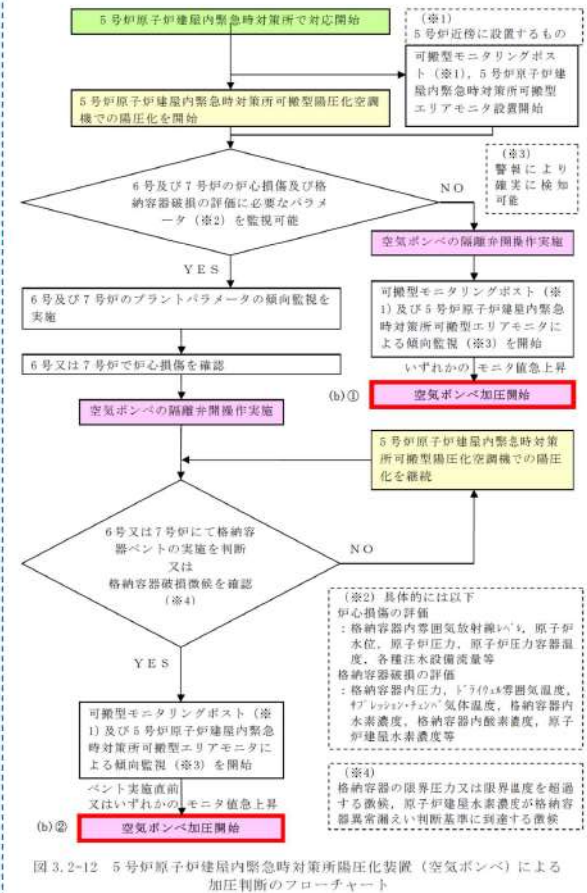 5号炉原子炉建屋内緊急時対策所で対応開始
(※1)
5号炉近傍に設置するもの
可搬型モニタリングポス
ト(※1),5号炉原子炉建
屋内緊急時対策所可搬型
エリアモニタ設置開始
5号炉原子炉建屋内緊急時対策所可搬型陽圧化空調
機での陽圧化を開始
(※3)
警報により
確実に検知
可能
6号及び7号炉の炉心損傷及び格
納容器破損の評価に必要なパラメ
ータ(※2)を監視可能
NO
YES
空気ボンベの隔離弁開操作実施
6号及び7号炉のプラントパラメータの傾向監視を
実施
可搬型モニタリングポスト(※
1)及び5号炉原子炉建屋内緊急
時対策所可搬型エリアモニタによ
る傾向監視(※3)を開始
6号又は7号炉で炉心損傷を確認
いずれかの モニタ値急上昇
(b)①
空気ボンベ加圧開始
空気ボンベの隔離弁開操作実施
5号炉原子炉建屋内緊急時対策
所可搬型陽圧化空調機での陽圧
化を継続
6号又は7号炉にて格納容
器ベントの実施を判断
又は
格納容器破損徴候を確認
(※4)
NO
YES
(※2)具体的には以下
炉心損傷の評価
:格納容器内雰囲気放射線レベル,原子炉
水位,原子炉圧力,原子炉圧力容器温
度,各種注水設備流量等
格納容器破損の評価
:格納容器内圧力,ドライウェル雰囲気温度,
サプレッション・チェンバ気体温度,格納容器内
水素濃度,格納容器内酸素濃度,原子
炉建屋水素濃度等
可搬型モニタリングポスト(※
1)及び5号炉原子炉建屋内緊急
時対策所可搬型エリアモニタによ
る傾向監視(※3)を開始
(※4)
格納容器の限界圧力又は限界温度を超過
する徴候,原子炉建屋水素濃度が格納容
器異常漏えい判断基準に到達する徴候
ベント実施直前
又はいずれかの モニタ値急上昇
(b)②
空気ボンベ加圧開始
図3.2-12 5号炉原子炉建屋内緊急時対策所陽圧化装置(空気ボンベ)による
加圧判断のフローチャート